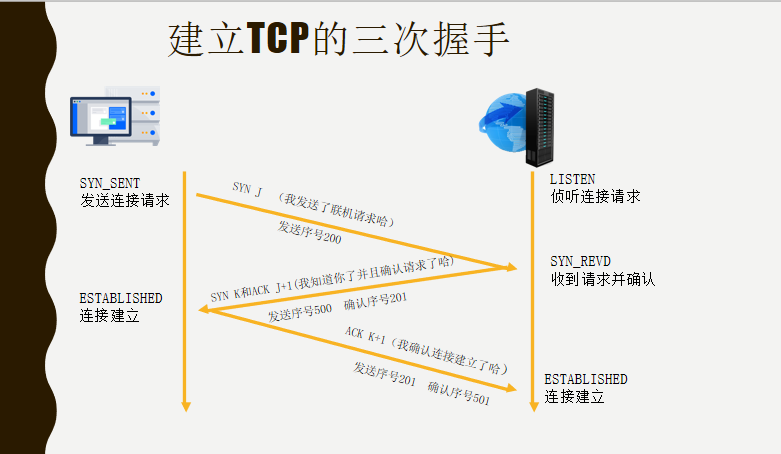 建立TCP的三次握手
SYN_SENT
发送连接请求
LISTEN
侦听连接请求
SYN J （我发送了联机请求哈）
发送序号200
SYN_REVD
收到请求并确认
SYN K和ACK J+1(我知道你了并且确认请求了哈)
发送序号500 确认序号201
ESTABLISHED
连接建立
ACK K+1（我确认连接建立了哈）
发送序号201 确认序号501
ESTABLISHED
连接建立